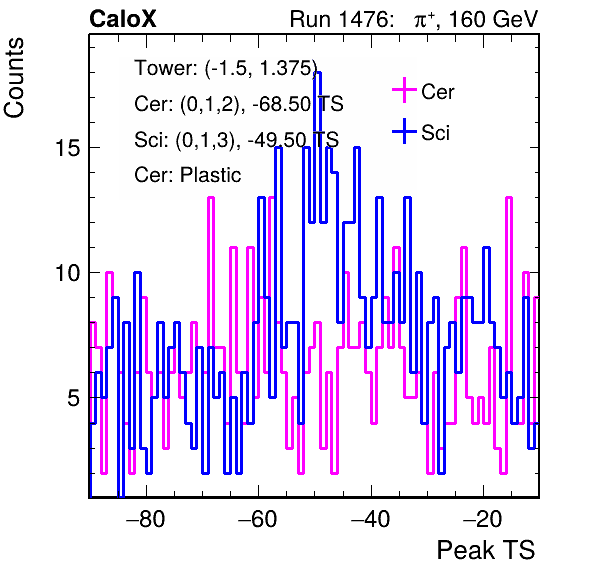 CaloX
Run 1476: π⁺, 160 GeV
Counts
Tower: (-1.5, 1.375)
Cer: (0,1,2), -68.50 TS
Sci: (0,1,3), -49.50 TS
Cer: Plastic
Cer
Sci
15
10
5
−80 −60 −40 −20
Peak TS